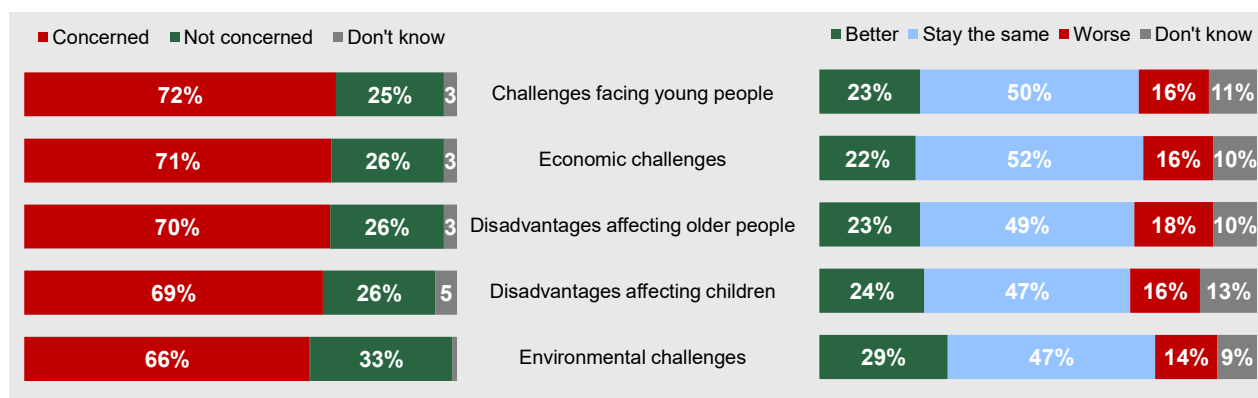 Concerned Not concerned Don't know Better Stay the same Worse Don't know
72% 25% 3 Challenges facing young people 23% 50% 16% 11%
71% 26% 3 Economic challenges 22% 52% 16% 10%
70% 26% 3 Disadvantages affecting older people 23% 49% 18% 10%
69% 26% 5 Disadvantages affecting children 24% 47% 16% 13%
66% 33% Environmental challenges 29% 47% 14% 9%